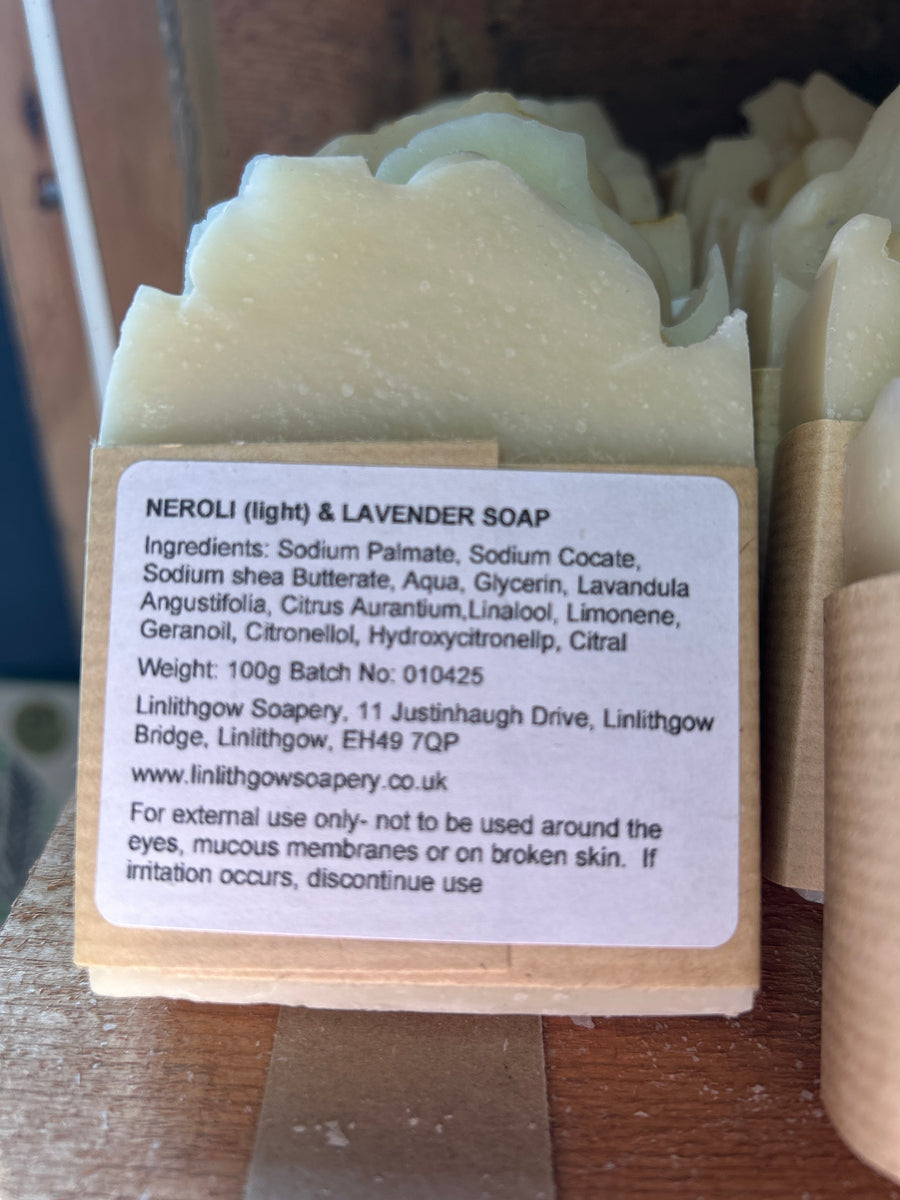 NEROLI (light) & LAVENDER SOAP
Ingredients: Sodium Palmate, Sodium Cocate,
Sodium shea Butterate, Aqua, Glycerin, Lavandula
Angustifolia, Citrus Aurantium,Linalool, Limonene,
Geranoil, Citronellol, Hydroxycitronellp, Citral
Weight: 100g Batch No: 010425
Linlithgow Soapery, 11 Justinhaugh Drive, Linlithgow
Bridge, Linlithgow, EH49 7QP
www.linlithgowsoapery.co.uk
For external use only- not to be used around the
eyes, mucous membranes or on broken skin. If
irritation occurs, discontinue use